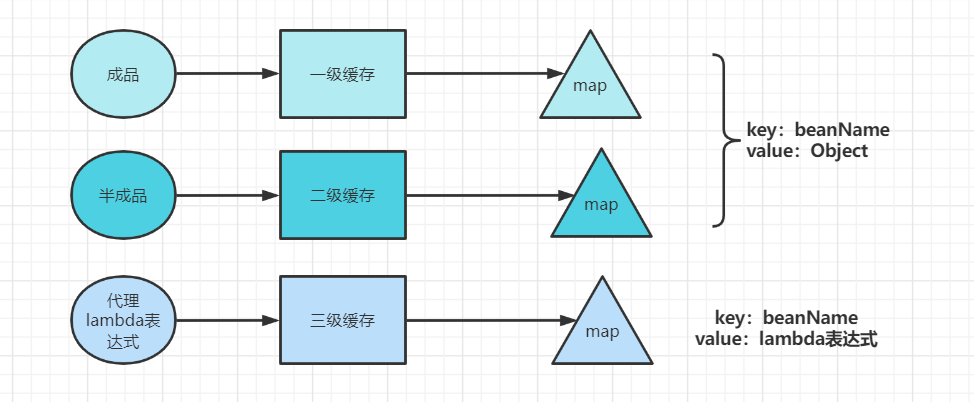 成品
一级缓存
map
key：beanName
value：Object
半成品
二级缓存
map
代理
lambda表
达式
三级缓存
map
key：beanName
value：lambda表达式